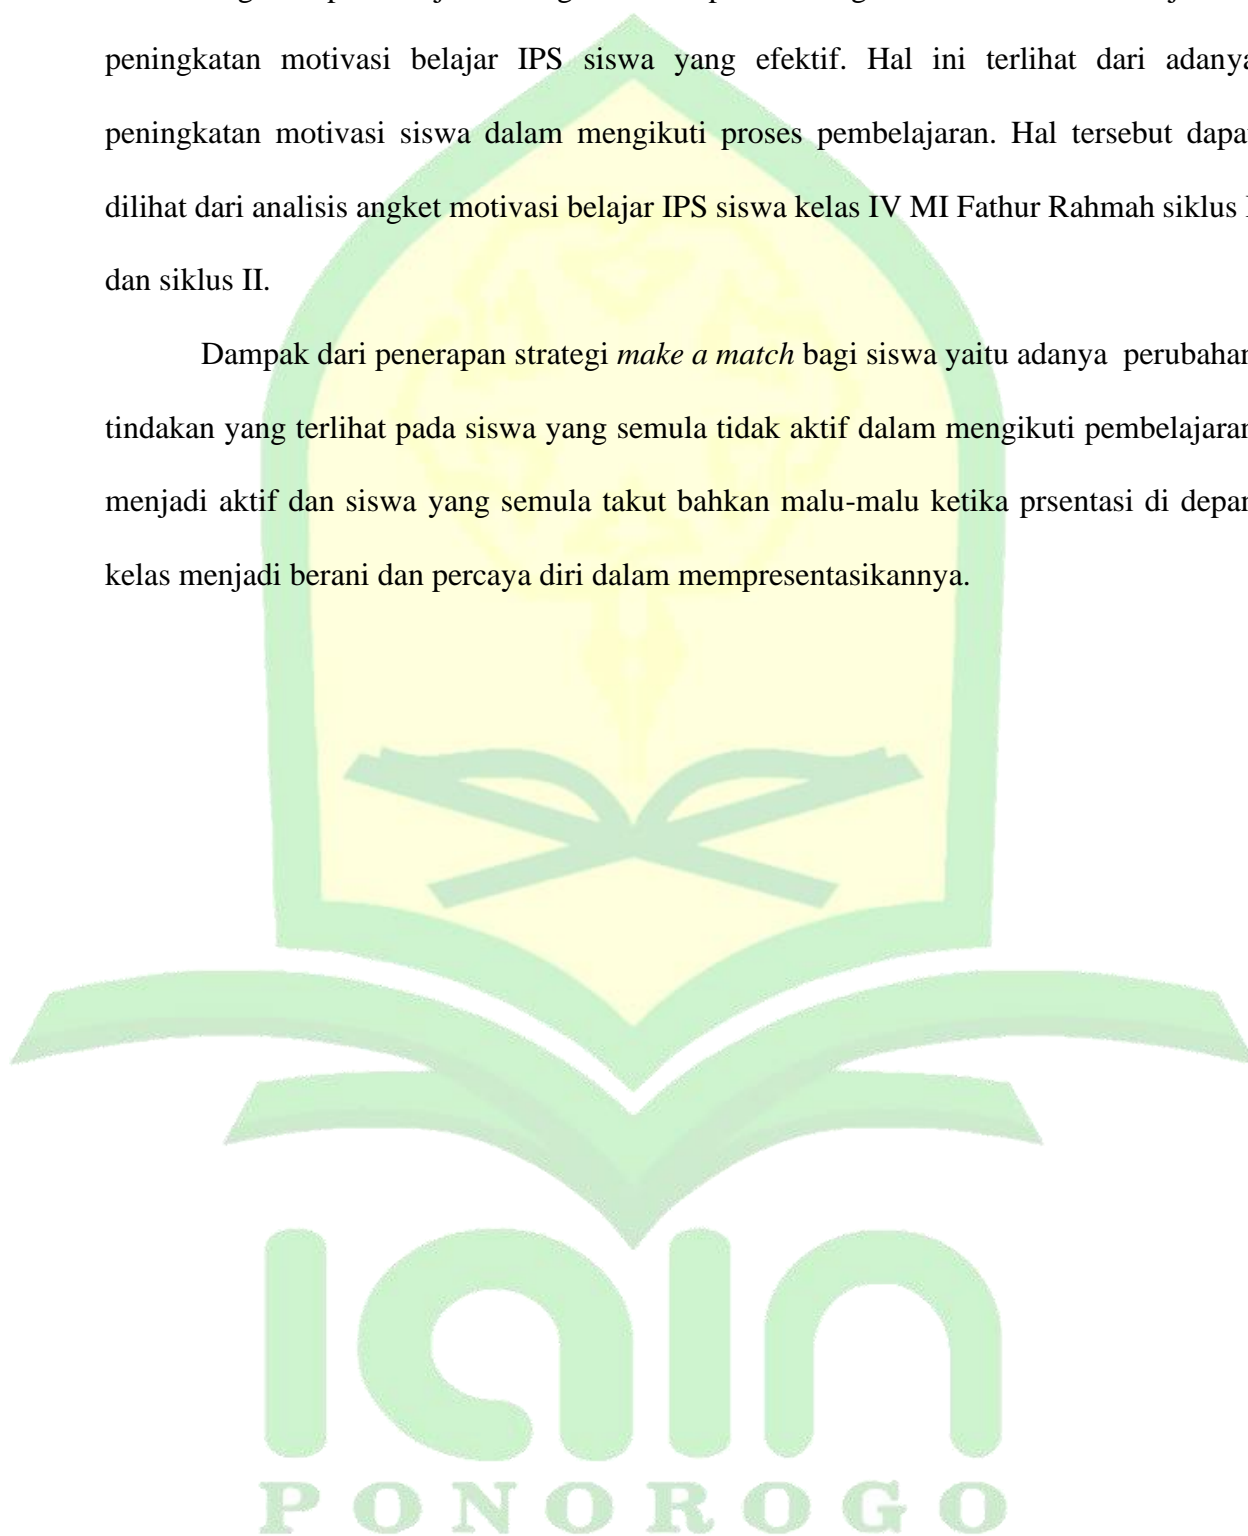 peningkatan motivasi belajar IPS siswa yang efektif. Hal ini terlihat dari adanya
peningkatan motivasi siswa dalam mengikuti proses pembelajaran. Hal tersebut dapat
dilihat dari analisis angket motivasi belajar IPS siswa kelas IV MI Fathur Rahmah siklus I
dan siklus II.
Dampak dari penerapan strategi make a match bagi siswa yaitu adanya perubahan
tindakan yang terlihat pada siswa yang semula tidak aktif dalam mengikuti pembelajaran
menjadi aktif dan siswa yang semula takut bahkan malu-malu ketika prsentasi di depan
kelas menjadi berani dan percaya diri dalam mempresentasikannya.
iain
PONOROGO